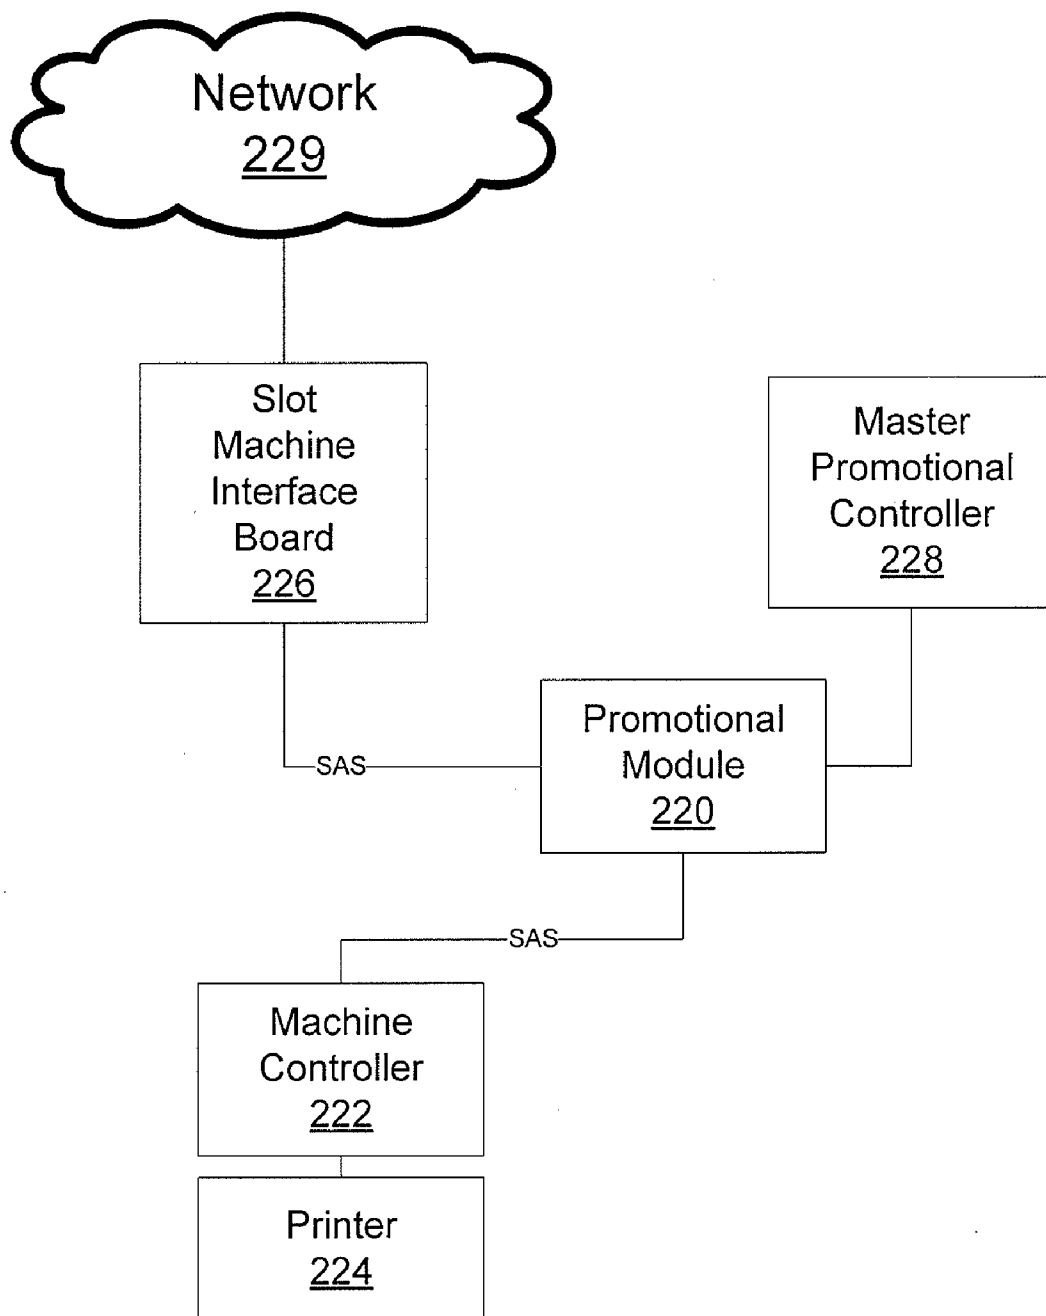 Network
229
Slot
Machine
Interface
Board
226
Master
Promotional
Controller
228
Promotional
Module
220
SAS
SAS
Machine
Controller
222
Printer
224